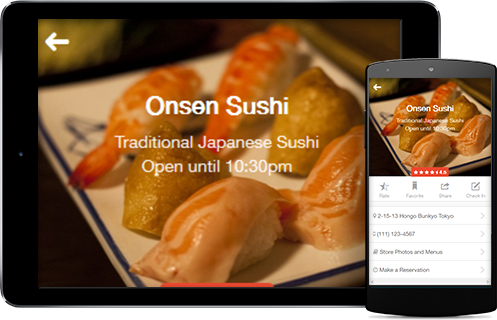 Onsen Sushi
Traditional Japanese Sushi
Open until 10:30pm
Onsen Sushi
Traditional Japanese Sushi
Open until 10:30pm
4.5
Rate
Favorite
Share
Check In
2-15-13 Hongo Bunkyo Tokyo
(111) 123-4567
Store Photos and Menus
Make a Reservation